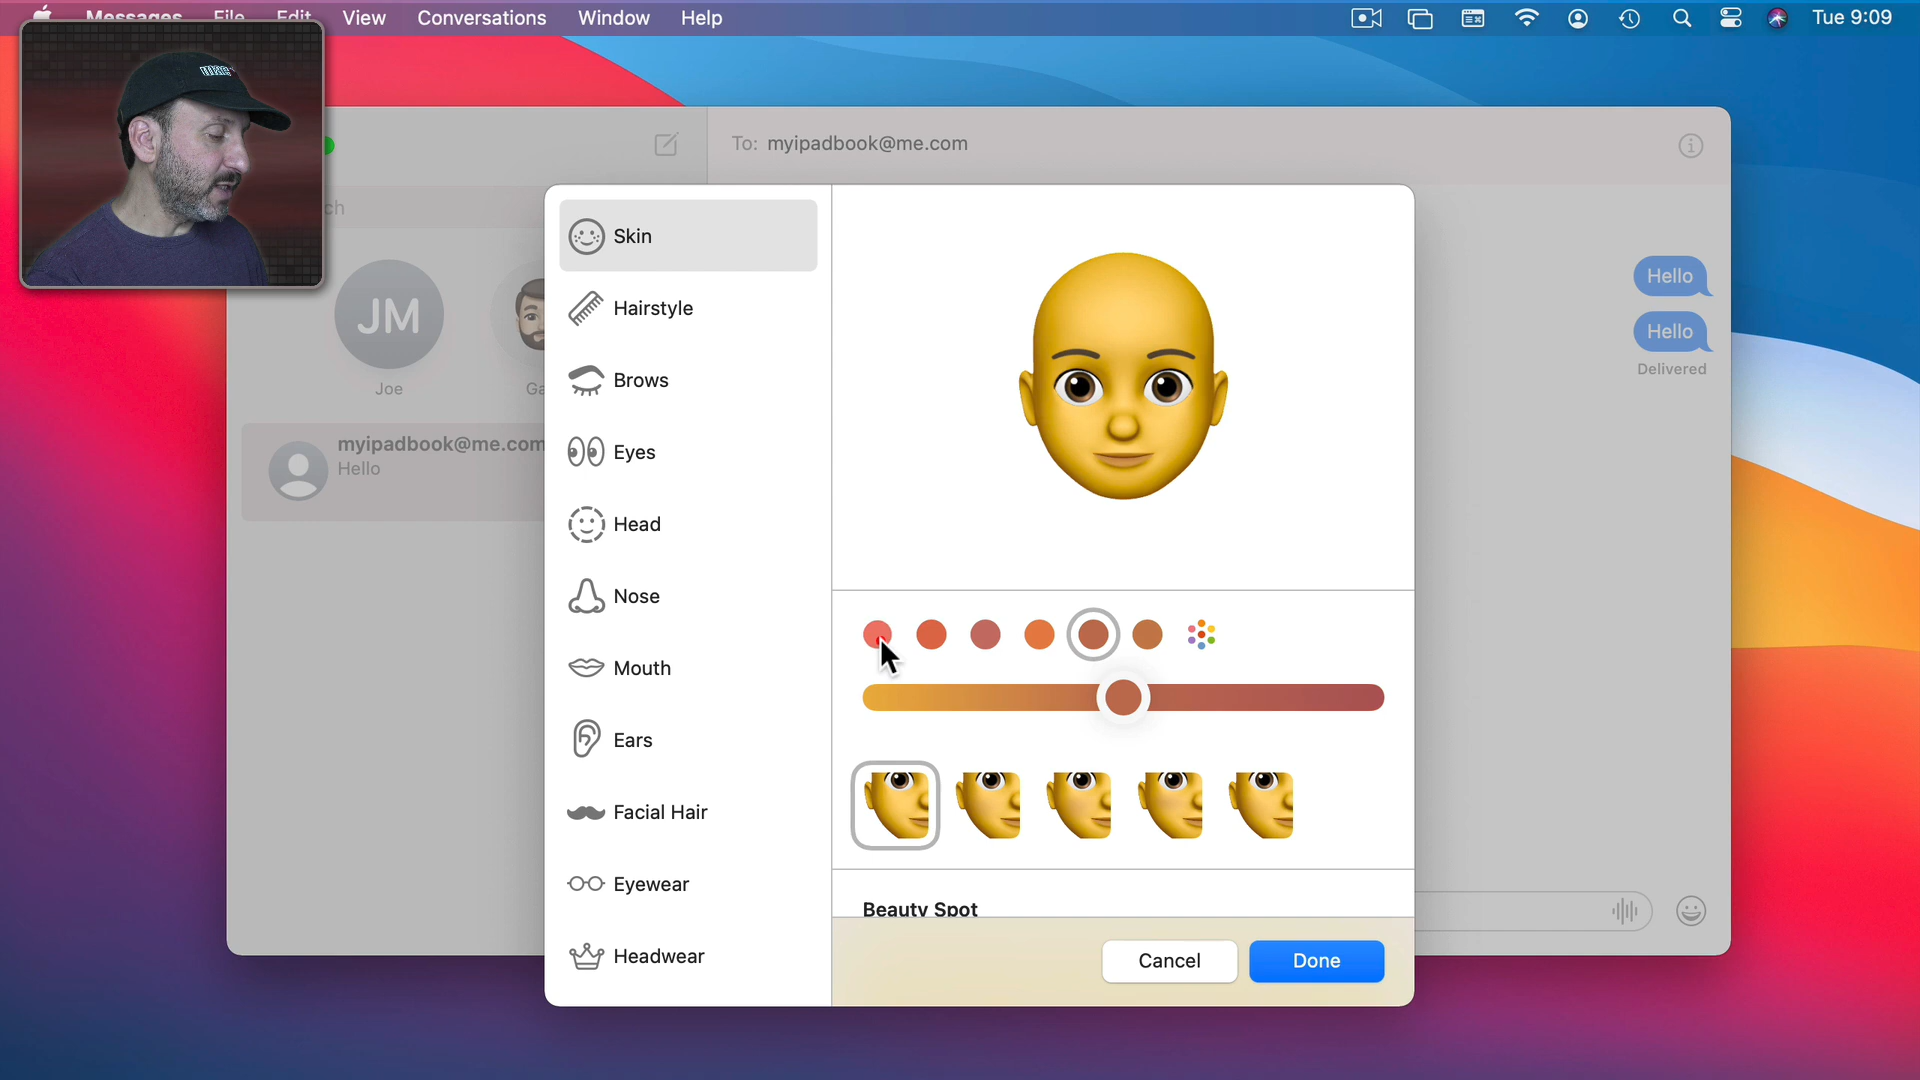 Messages File Edit View Conversations Window Help Tue 9:09
To: myipadbook@me.com
ch
JM
Joe
Ga
myipadbook@me.com
Hello
Skin
Hairstyle
Brows
Eyes
Head
Nose
Mouth
Ears
Facial Hair
Eyewear
Headwear
Beauty Spot
Cancel
Done
Hello
Hello
Delivered